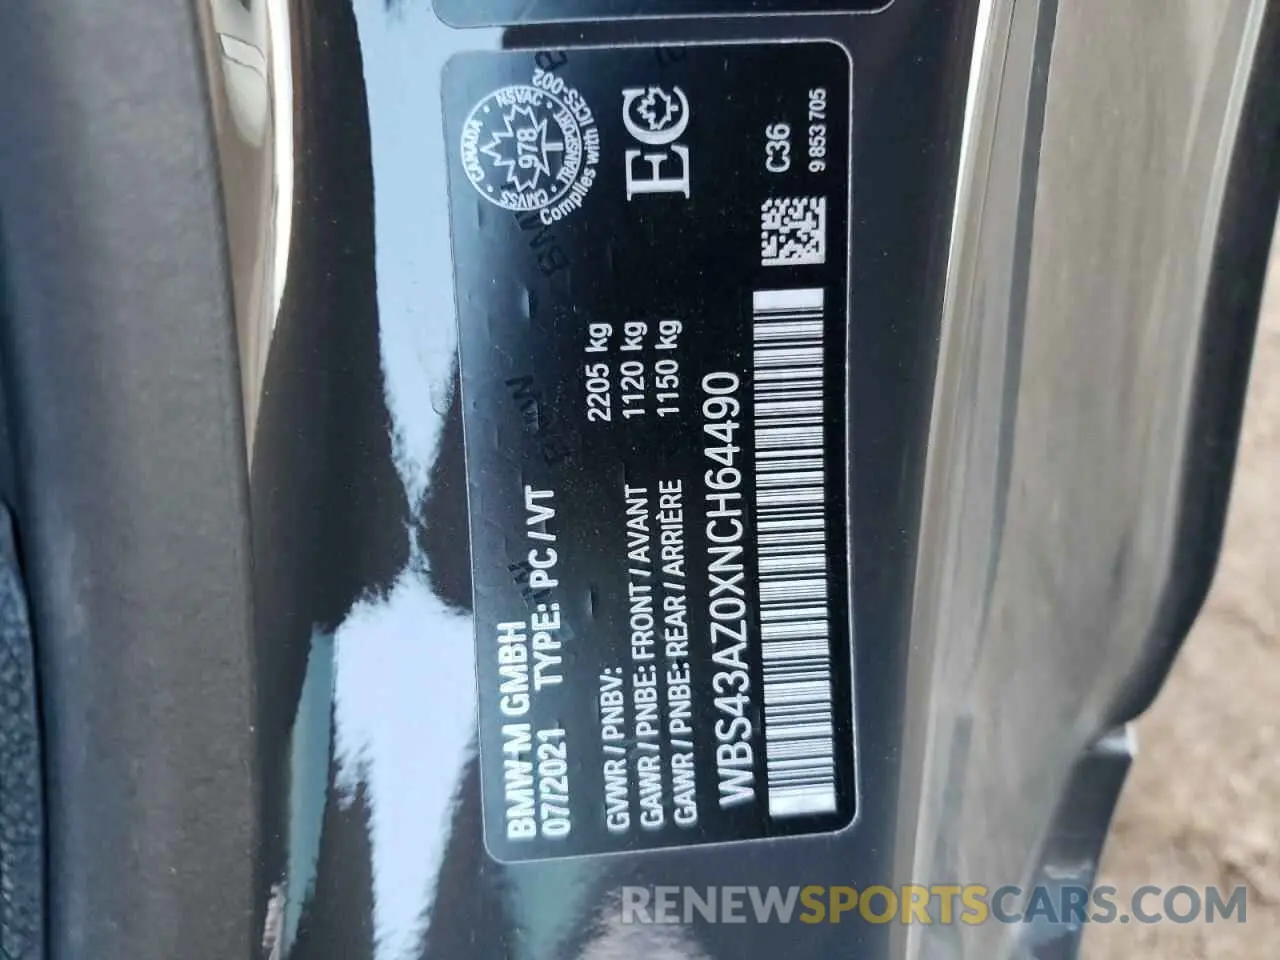 BMW M GMBH
07/2021 TYPE: PC/VT
GVWR/PNBV: 2205 kg
GAWR/PNBE: FRONT/AVANT 1120 kg
GAWR/PNBE: REAR/ARRIÈRE 1150 kg
WBS43AZ0XNCH64490
CANADA • NSVAC • TRANSPORT • CMVSS •
978
T
Complies with ICES-002
EC
C36
9 853 705
RENEWSPORTSCARS.COM